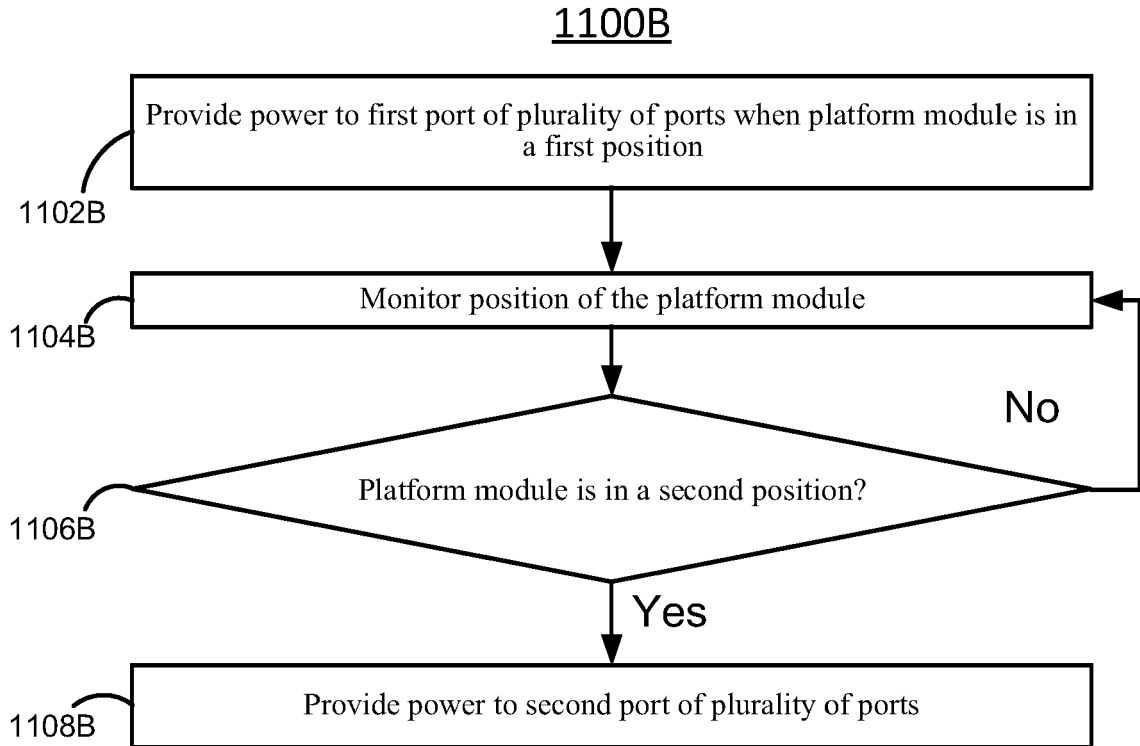 1100B
Provide power to first port of plurality of ports when platform module is in
a first position
1102B
Monitor position of the platform module
1104B
No
Platform module is in a second position?
1106B
Yes
Provide power to second port of plurality of ports
1108B